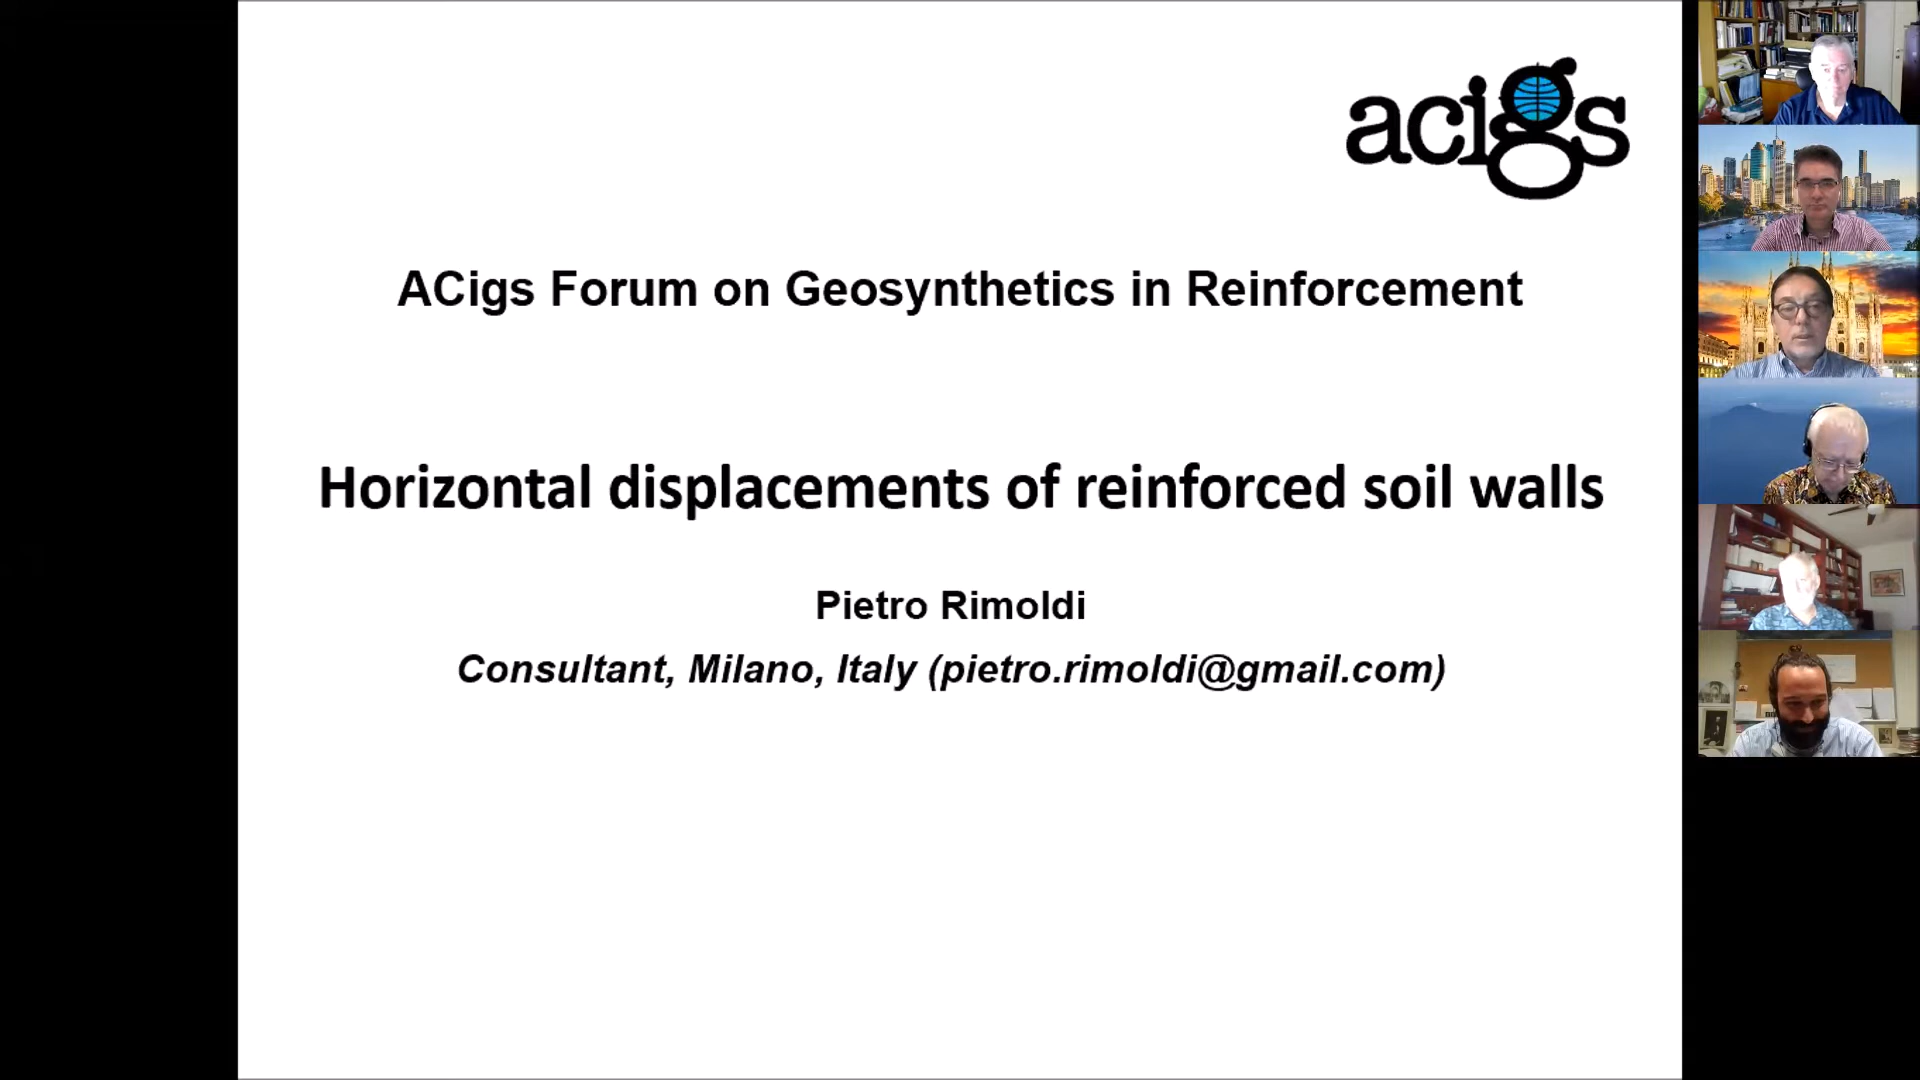 acigs
ACigs Forum on Geosynthetics in Reinforcement
Horizontal displacements of reinforced soil walls
Pietro Rimoldi
Consultant, Milano, Italy (pietro.rimoldi@gmail.com)